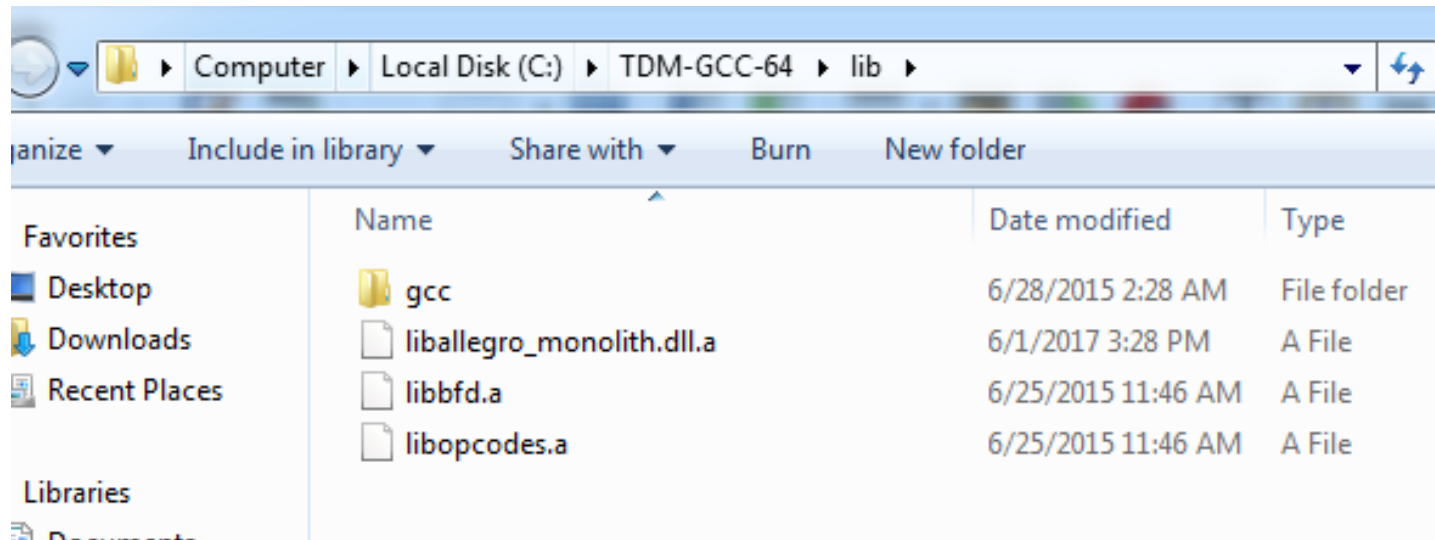 Computer Local Disk (C:) TDM-GCC-64 lib
Include in library Share with Burn New folder
Name Date modified Type
Favorites
Desktop
Downloads
Recent Places
Libraries
gcc 6/28/2015 2:28 AM File folder
liballegro_monolith.dll.a 6/1/2017 3:28 PM A File
libbfd.a 6/25/2015 11:46 AM A File
libopcodes.a 6/25/2015 11:46 AM A File